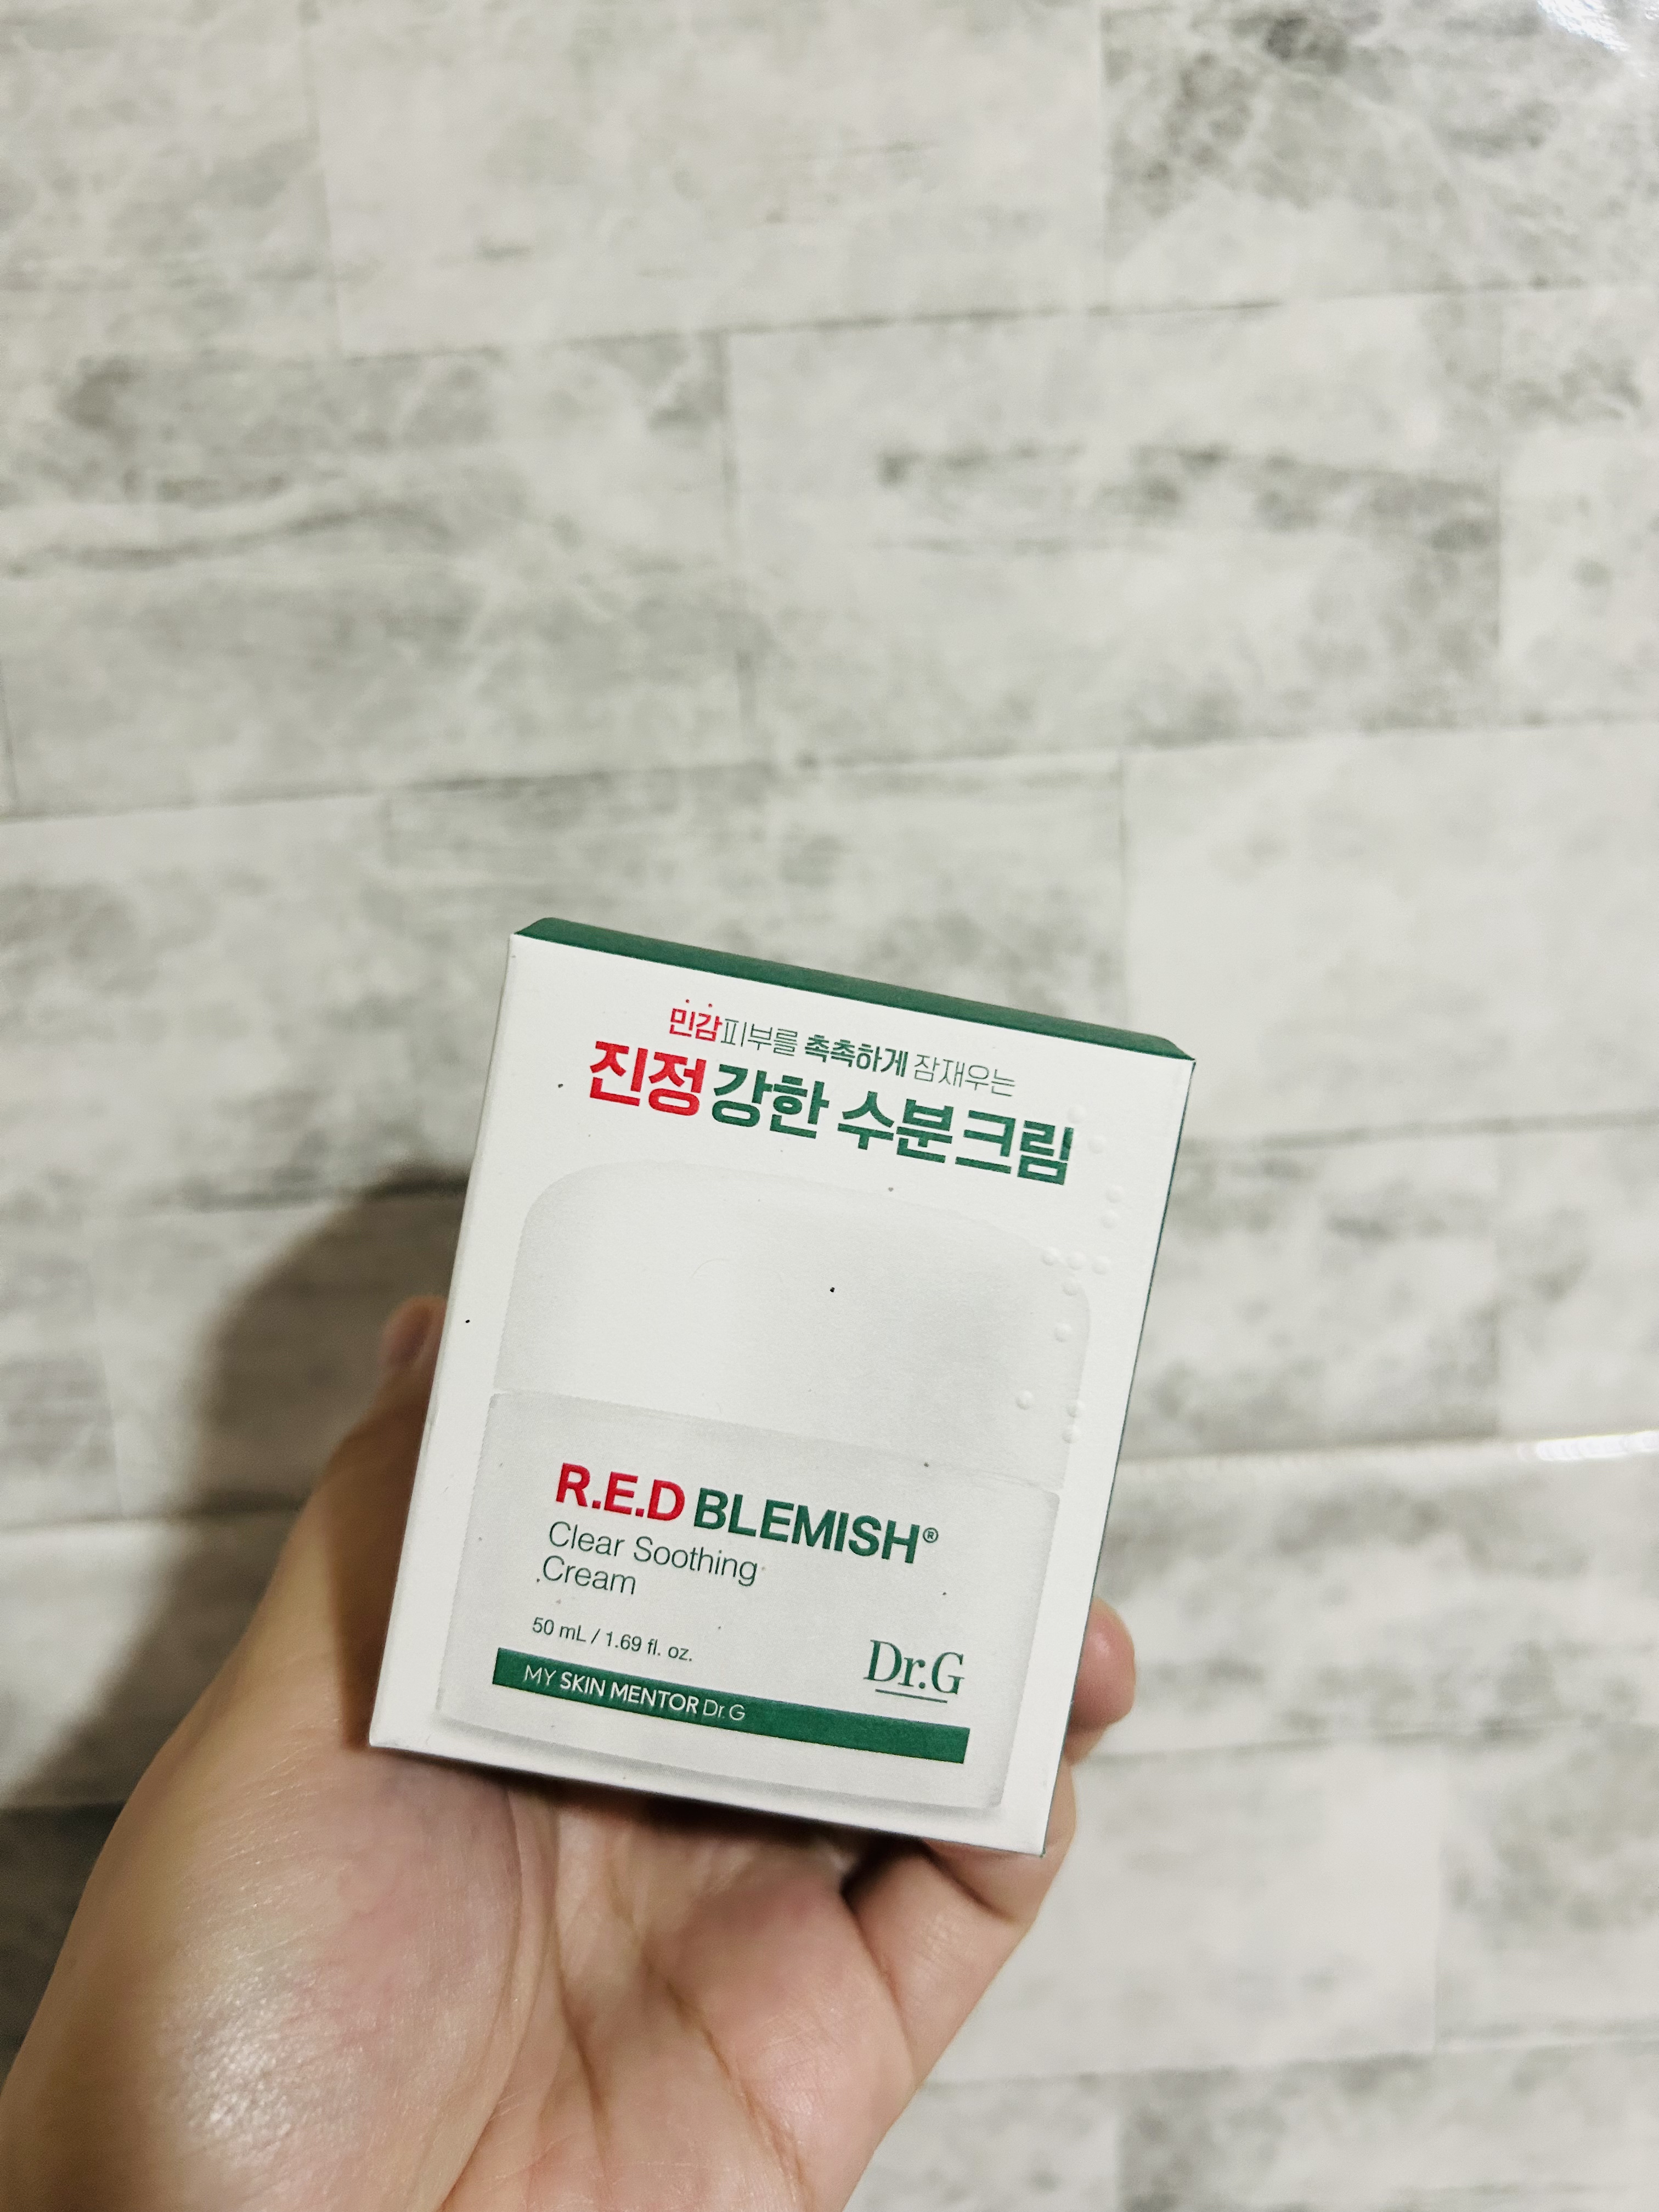 민감피부를 촉촉하게 잠재우는
진정 강한 수분크림
R.E.D BLEMISH®
Clear Soothing
Cream
50 mL / 1.69 fl. oz.
Dr.G
MY SKIN MENTOR Dr.G